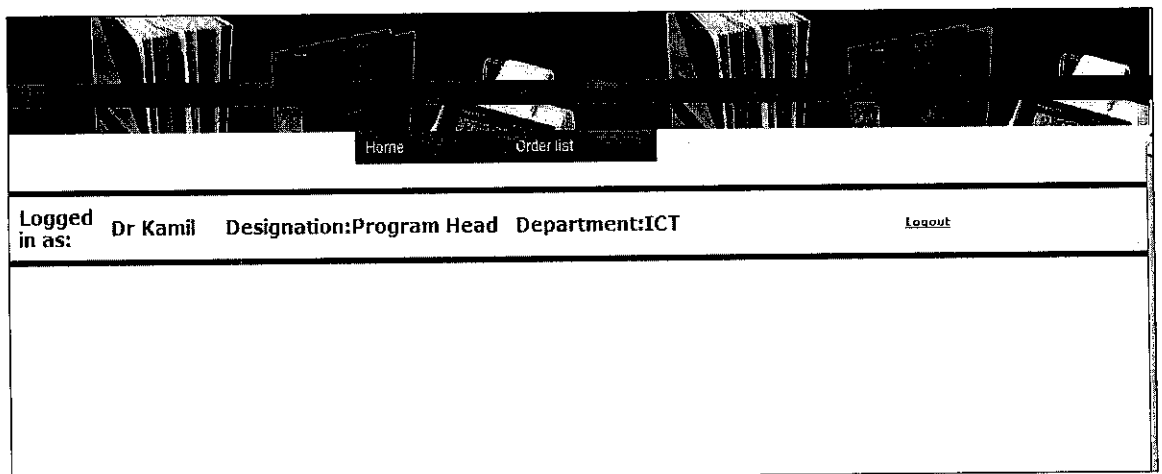 Home Order list
Logged in as: Dr Kamil Designation:Program Head Department:ICT Logout